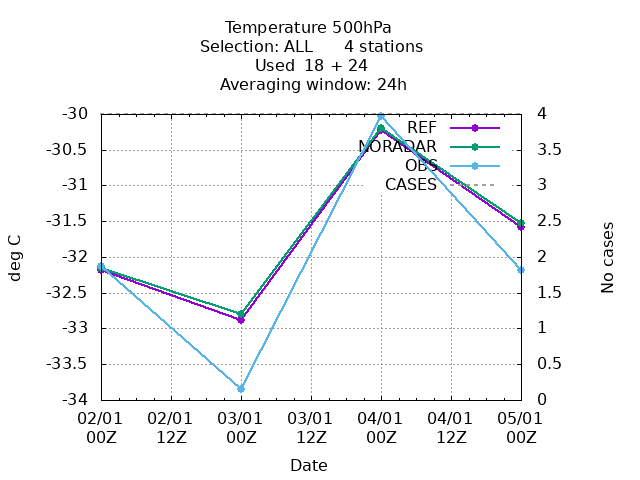 Temperature 500hPa
Selection: ALL      4 stations
Used  18 + 24
Averaging window: 24h
-30
-30.5
-31
-31.5
-32
-32.5
-33
-33.5
-34
deg C
REF
NORADAR
OBS
CASES
4
3.5
3
2.5
2
1.5
1
0.5
0
No cases
02/01 02/01 03/01 03/01 04/01 04/01 05/01
00Z 12Z 00Z 12Z 00Z 12Z 00Z
Date